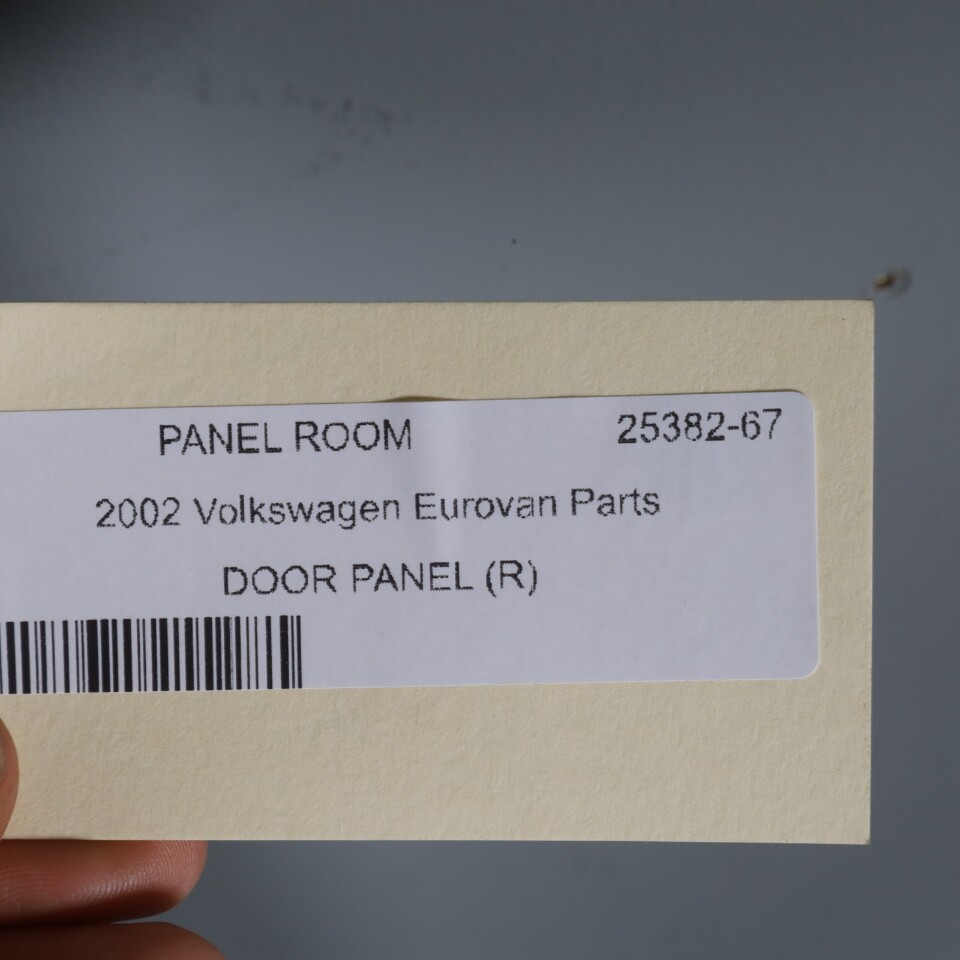 PANEL ROOM 25382-67
2002 Volkswagen Eurovan Parts
DOOR PANEL (R)